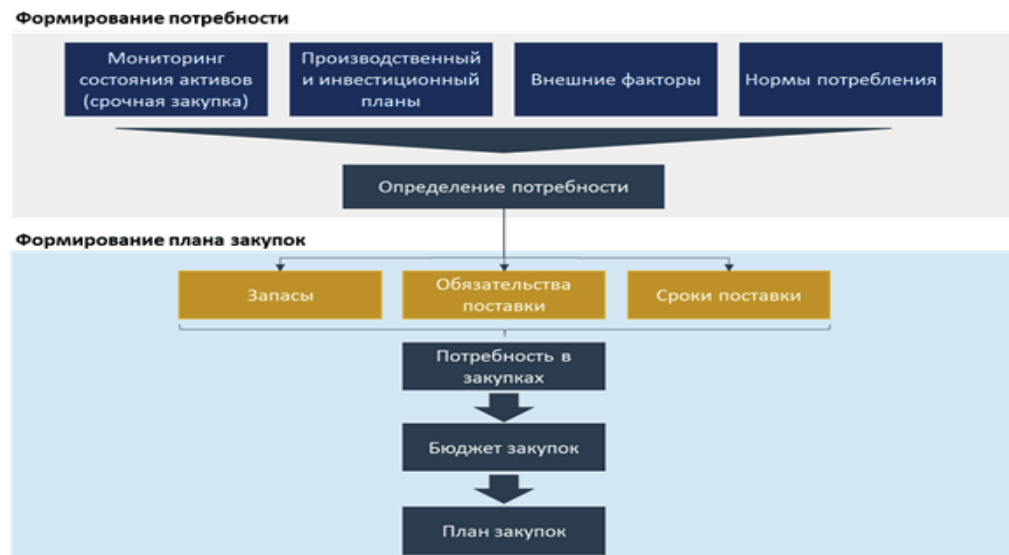 Формирование потребности
Мониторинг
состояния активов
(срочная закупка)
Производственный
и инвестиционный
планы
Внешние факторы
Нормы потребления
Определение потребности
Формирование плана закупок
Запасы
Обязательства
поставки
Сроки поставки
Потребность в
закупках
Бюджет закупок
План закупок